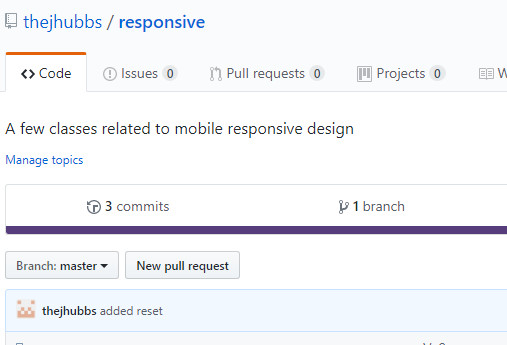 thejhubbs / responsive
Code Issues 0 Pull requests 0 Projects 0
A few classes related to mobile responsive design
Manage topics
3 commits 1 branch
Branch: master New pull request
thejhubbs added reset